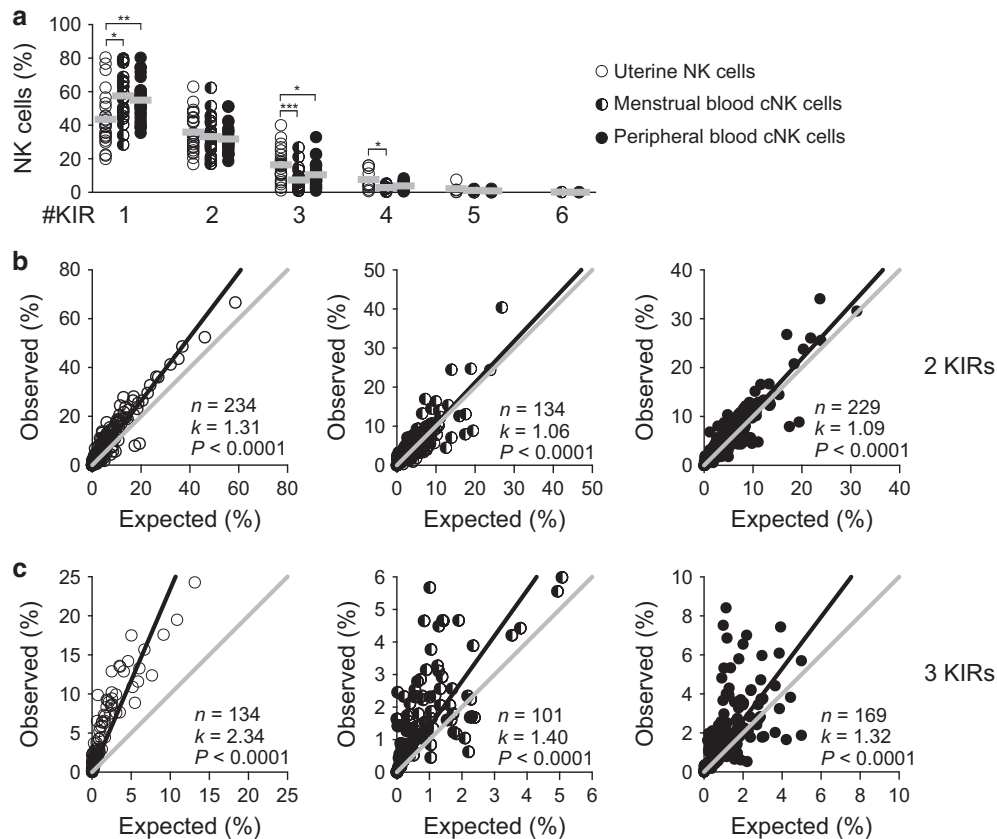 a
NK cells (%)
100
80
60
40
20
0
** 
*
*
***
*
#KIR 1 2 3 4 5 6
Uterine NK cells
Menstrual blood cNK cells
Peripheral blood cNK cells
b
Observed (%)
80
60
40
20
0
n = 234
k = 1.31
P < 0.0001
0 20 40 60 80
Expected (%)
Observed (%)
50
40
30
20
10
0
n = 134
k = 1.06
P < 0.0001
0 10 20 30 40 50
Expected (%)
Observed (%)
40
30
20
10
0
n = 229
k = 1.09
P < 0.0001
0 10 20 30 40
Expected (%)
2 KIRs
c
Observed (%)
25
20
15
10
5
0
n = 134
k = 2.34
P < 0.0001
0 5 10 15 20 25
Expected (%)
Observed (%)
6
5
4
3
2
1
0
n = 101
k = 1.40
P < 0.0001
0 1 2 3 4 5 6
Expected (%)
Observed (%)
10
8
6
4
2
0
n = 169
k = 1.32
P < 0.0001
0 2 4 6 8 10
Expected (%)
3 KIRs